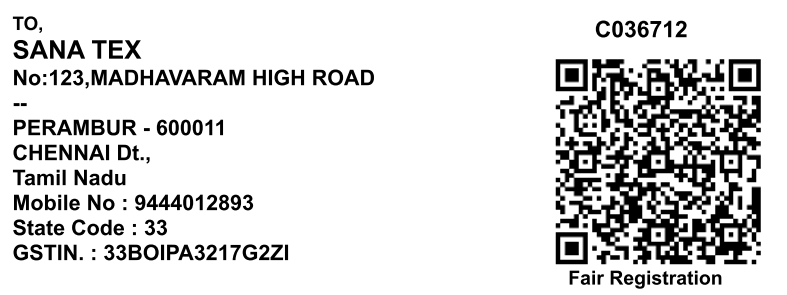 TO,
SANA TEX
No:123,MADHAVARAM HIGH ROAD
--
PERAMBUR - 600011
CHENNAI Dt.,
Tamil Nadu
Mobile No : 9444012893
State Code : 33
GSTIN. : 33BOIPA3217G2ZI
C036712
Fair Registration